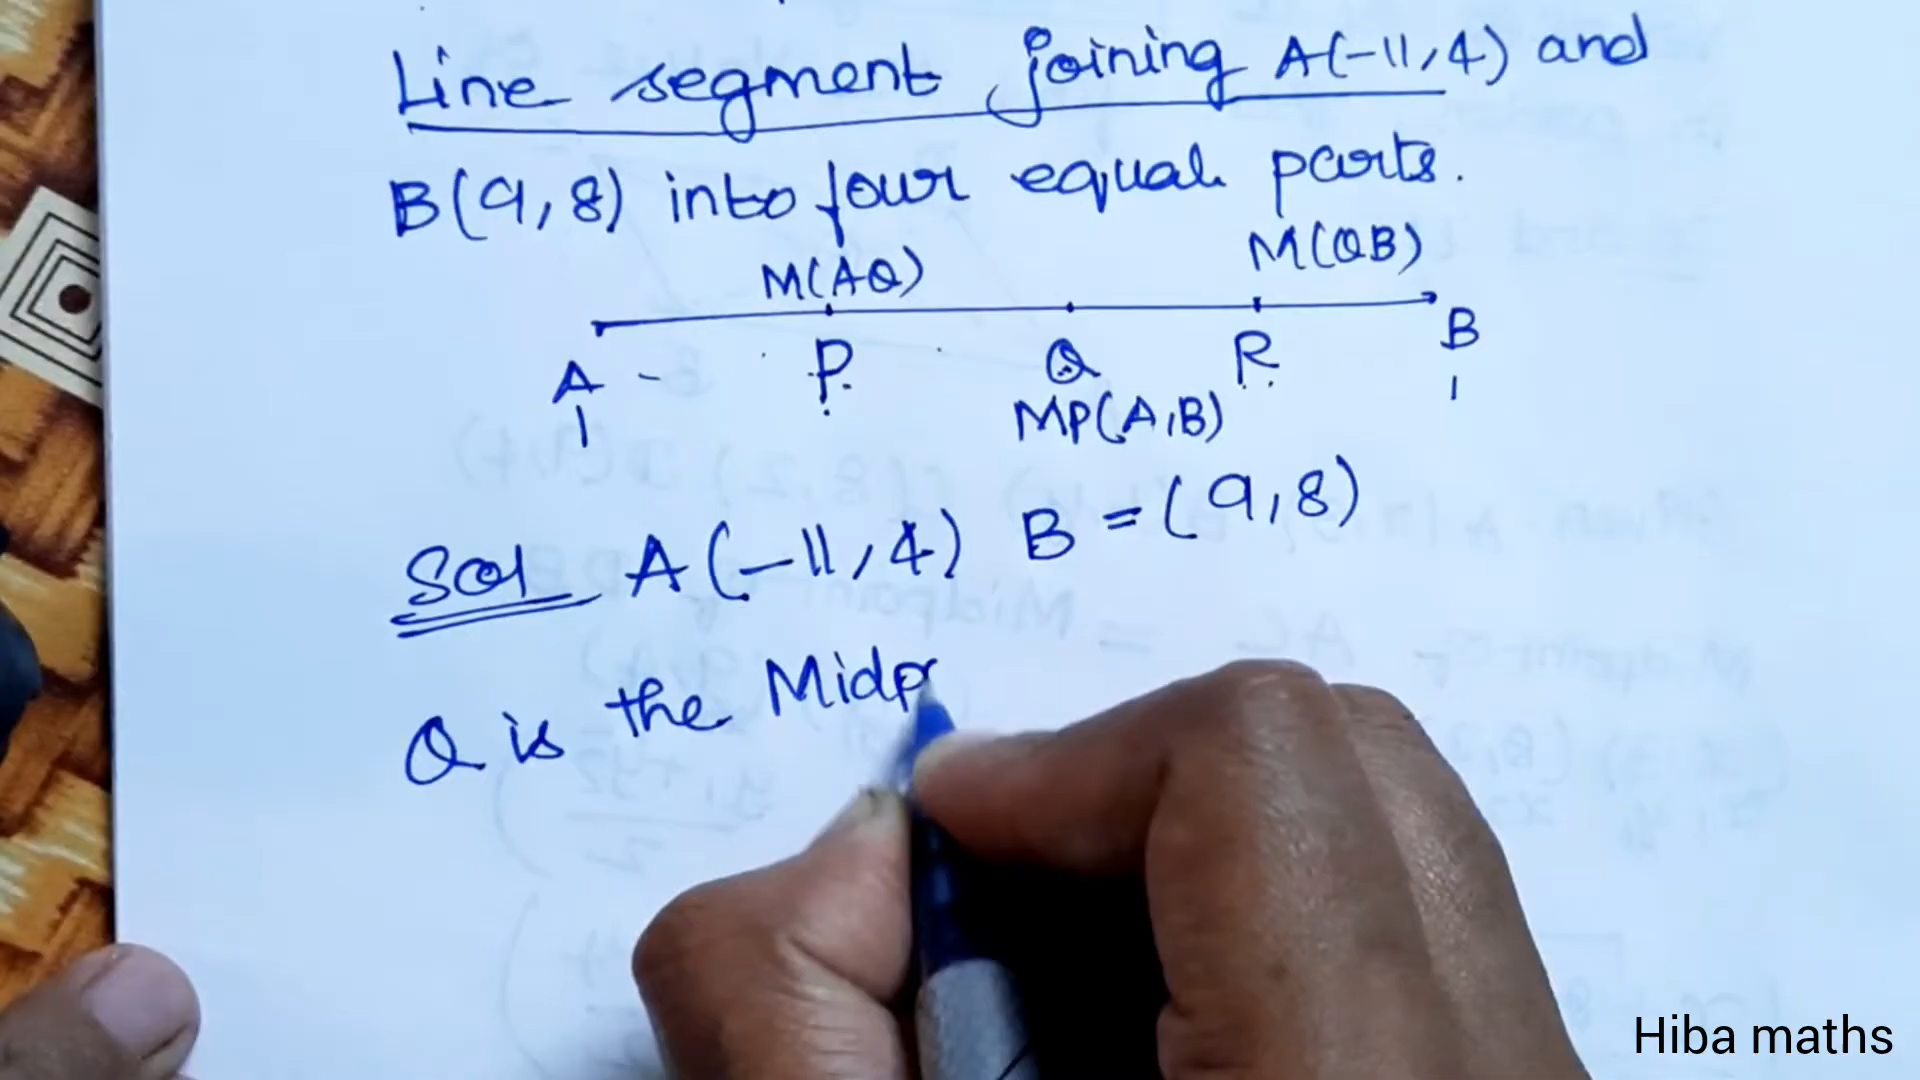 Line segment joining A(-11,4) and
B(9,8) into four equal parts.
M(AQ) M(QB)
A P Q R B
MP(A,B)
Sol A(-11,4) B=(9,8)
Q is the Midp
Hiba maths